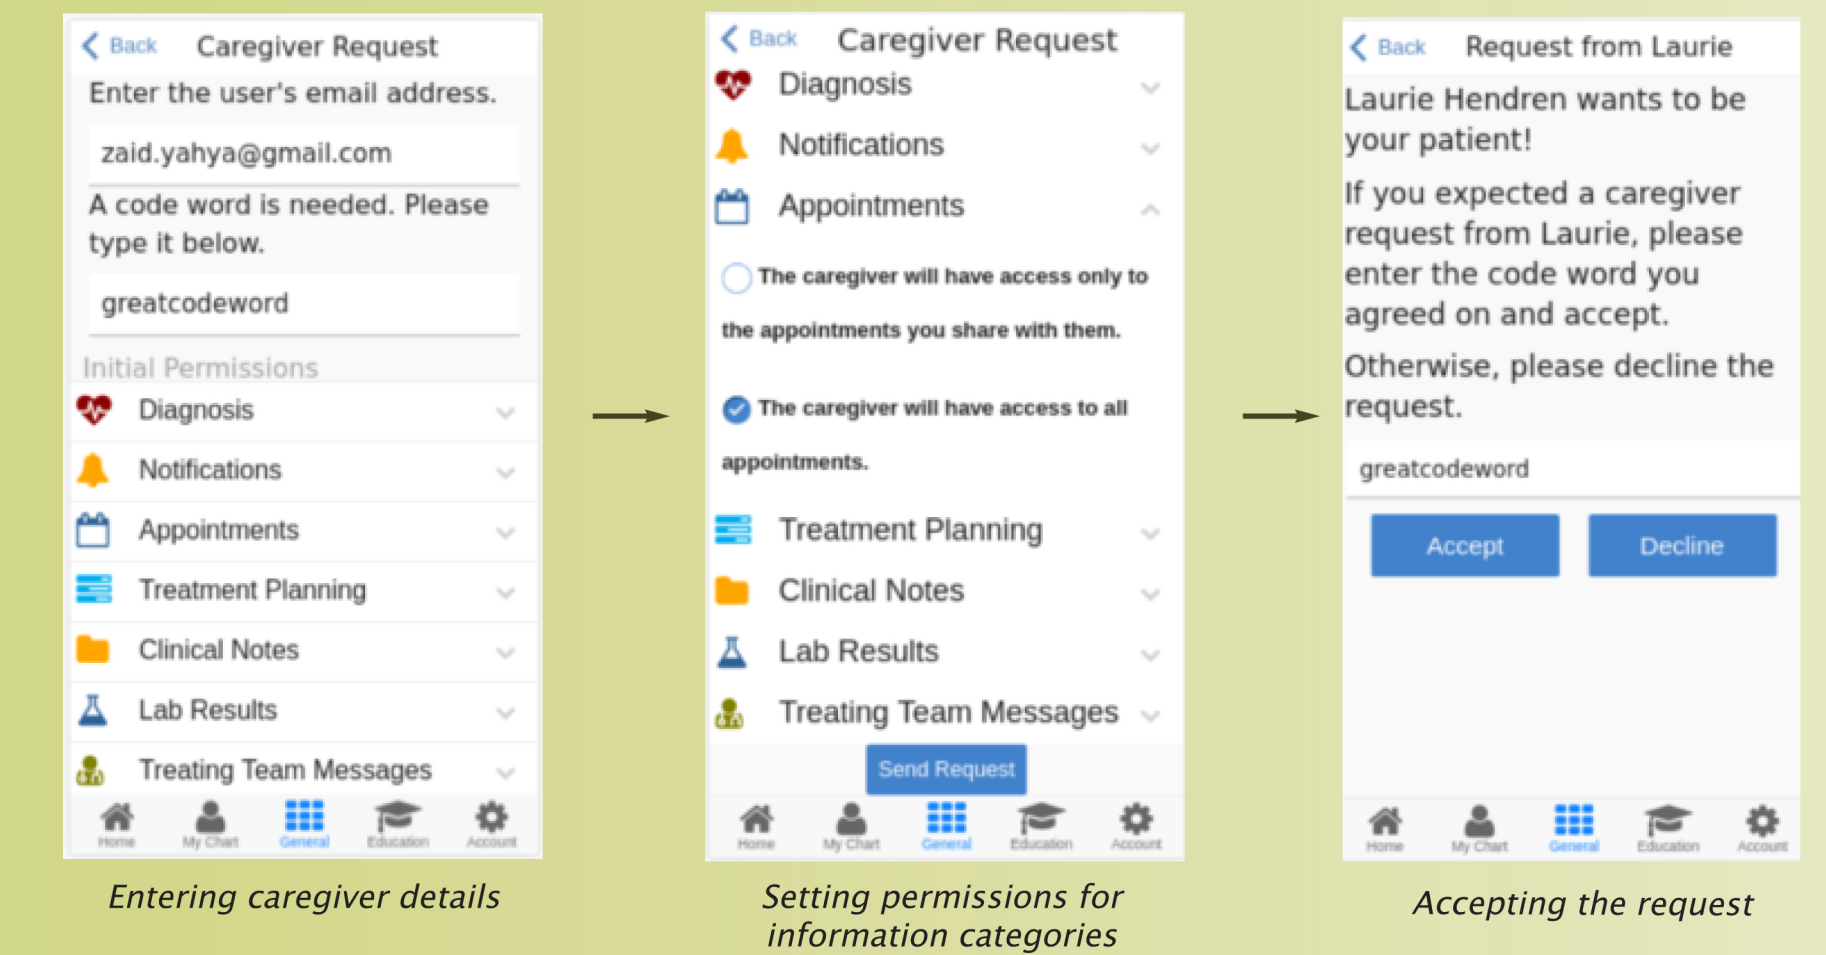 Back Caregiver Request
Enter the user's email address.
zaid.yahya@gmail.com
A code word is needed. Please
type it below.
greatcodeword
Initial Permissions
Diagnosis
Notifications
Appointments
Treatment Planning
Clinical Notes
Lab Results
Treating Team Messages
Home My Chart General Education Account
Entering caregiver details
Back Caregiver Request
Diagnosis
Notifications
Appointments
The caregiver will have access only to
the appointments you share with them.
The caregiver will have access to all
appointments.
Treatment Planning
Clinical Notes
Lab Results
Treating Team Messages
Send Request
Home My Chart General Education Account
Setting permissions for
information categories
Back Request from Laurie
Laurie Hendren wants to be
your patient!
If you expected a caregiver
request from Laurie, please
enter the code word you
agreed on and accept.
Otherwise, please decline the
request.
greatcodeword
Accept Decline
Home My Chart General Education Account
Accepting the request